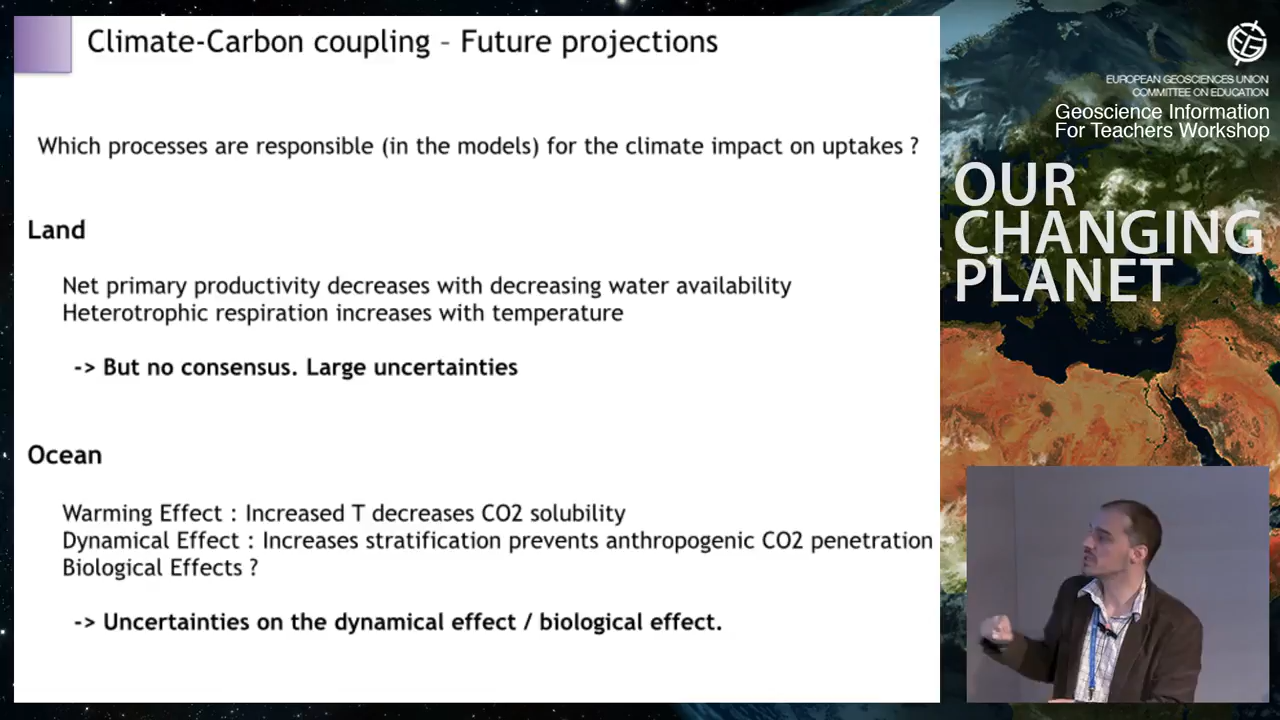 Climate-Carbon coupling – Future projections
Which processes are responsible (in the models) for the climate impact on uptakes ?
Land
Net primary productivity decreases with decreasing water availability
Heterotrophic respiration increases with temperature
-> But no consensus. Large uncertainties
Ocean
Warming Effect : Increased T decreases CO2 solubility
Dynamical Effect : Increases stratification prevents anthropogenic CO2 penetration
Biological Effects ?
-> Uncertainties on the dynamical effect / biological effect.
EUROPEAN GEOSCIENCES UNION
COMMITTEE ON EDUCATION
Geoscience Information
For Teachers Workshop
OUR
CHANGING
PLANET